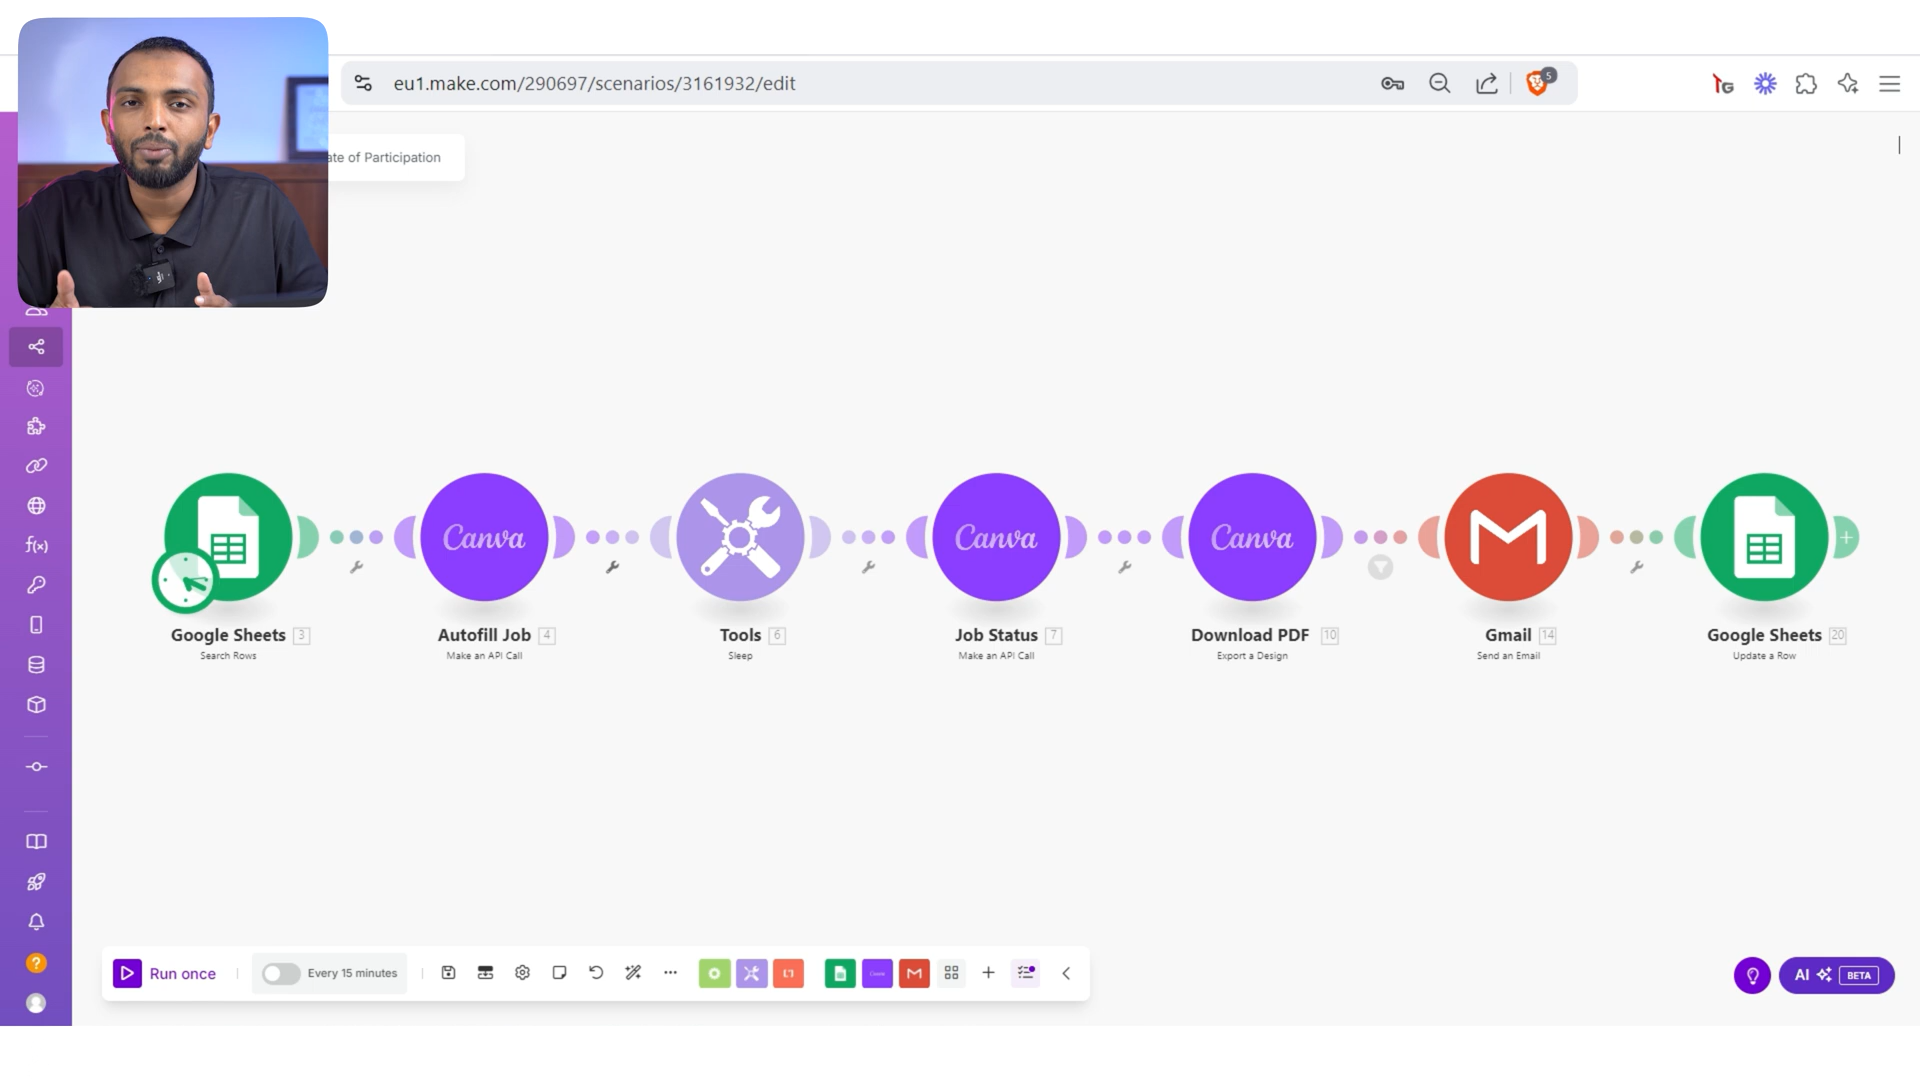 eu1.make.com/290697/scenarios/3161932/edit
5
ate of Participation
Canva
Canva
Canva
Google Sheets 3
Search Rows
Autofill Job 4
Make an API Call
Tools 6
Sleep
Job Status 7
Make an API Call
Download PDF 10
Export a Design
Gmail 14
Send an Email
Google Sheets 20
Update a Row
f(x)
?
Run once
Every 15 minutes
AI BETA